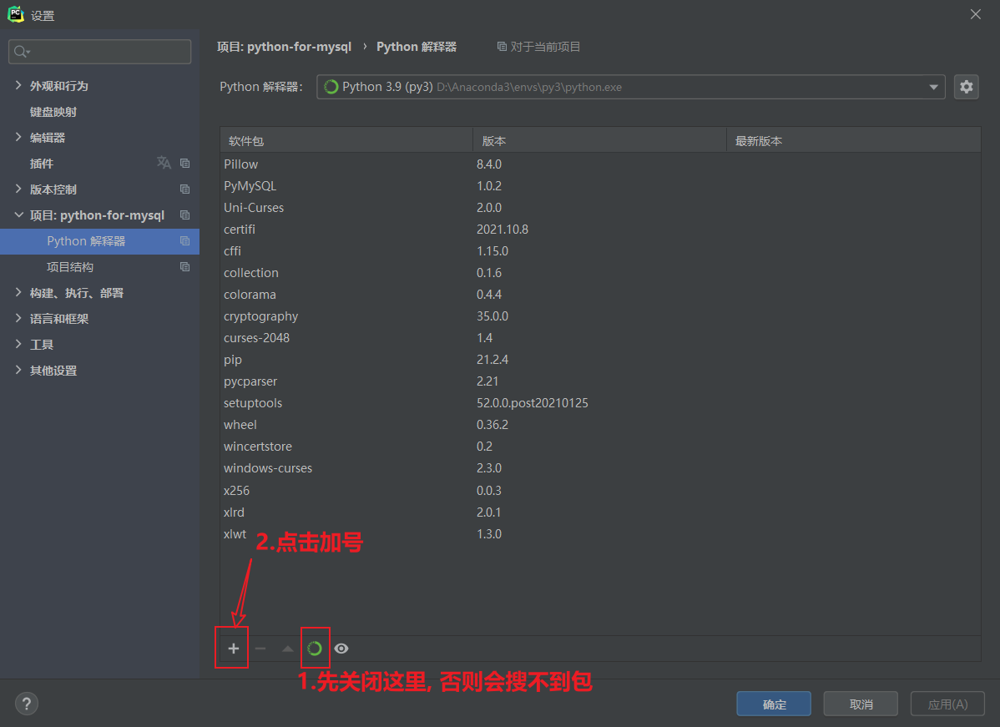 设置
项目: python-for-mysql › Python 解释器 对于当前项目
Python 解释器: Python 3.9 (py3) D:\Anaconda3\envs\py3\python.exe
外观和行为
键盘映射
编辑器
插件
版本控制
项目: python-for-mysql
Python 解释器
项目结构
构建、执行、部署
语言和框架
工具
其他设置
软件包 版本 最新版本
Pillow 8.4.0
PyMySQL 1.0.2
Uni-Curses 2.0.0
certifi 2021.10.8
cffi 1.15.0
collection 0.1.6
colorama 0.4.4
cryptography 35.0.0
curses-2048 1.4
pip 21.2.4
pycparser 2.21
setuptools 52.0.0.post20210125
wheel 0.36.2
wincertstore 0.2
windows-curses 2.3.0
x256 0.0.3
xlrd 2.0.1
xlwt 1.3.0
2.点击加号
1.先关闭这里, 否则会搜不到包
? 确定 取消 应用(A)